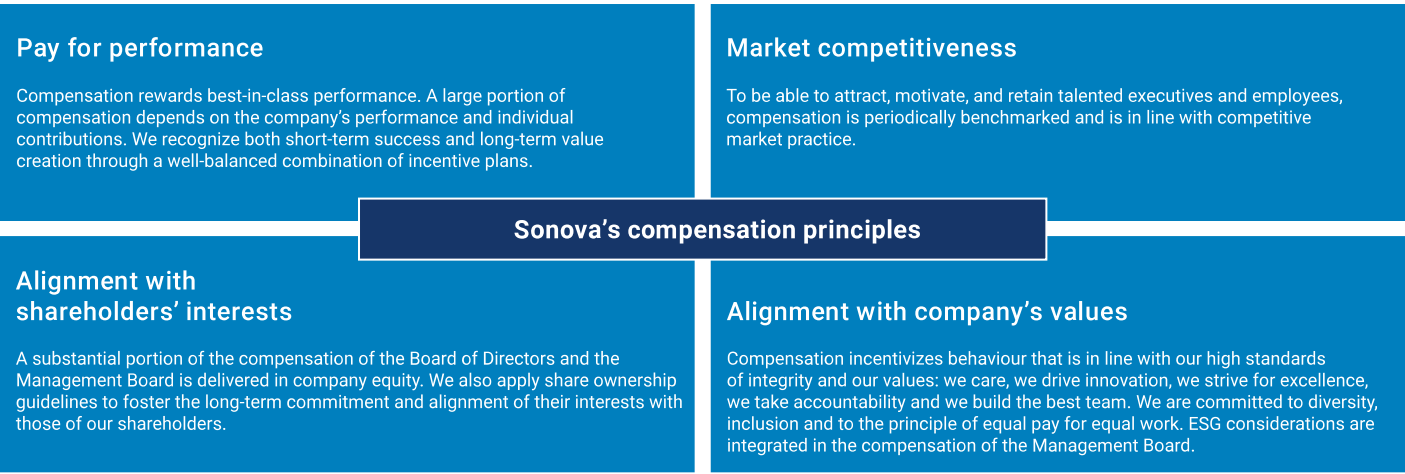 Pay for performance
Compensation rewards best-in-class performance. A large portion of
compensation depends on the company’s performance and individual
contributions. We recognize both short-term success and long-term value
creation through a well-balanced combination of incentive plans.
Market competitiveness
To be able to attract, motivate, and retain talented executives and employees,
compensation is periodically benchmarked and is in line with competitive
market practice.
Sonova’s compensation principles
Alignment with
shareholders’ interests
A substantial portion of the compensation of the Board of Directors and the
Management Board is delivered in company equity. We also apply share ownership
guidelines to foster the long-term commitment and alignment of their interests with
those of our shareholders.
Alignment with company’s values
Compensation incentivizes behaviour that is in line with our high standards
of integrity and our values: we care, we drive innovation, we strive for excellence,
we take accountability and we build the best team. We are committed to diversity,
inclusion and to the principle of equal pay for equal work. ESG considerations are
integrated in the compensation of the Management Board.